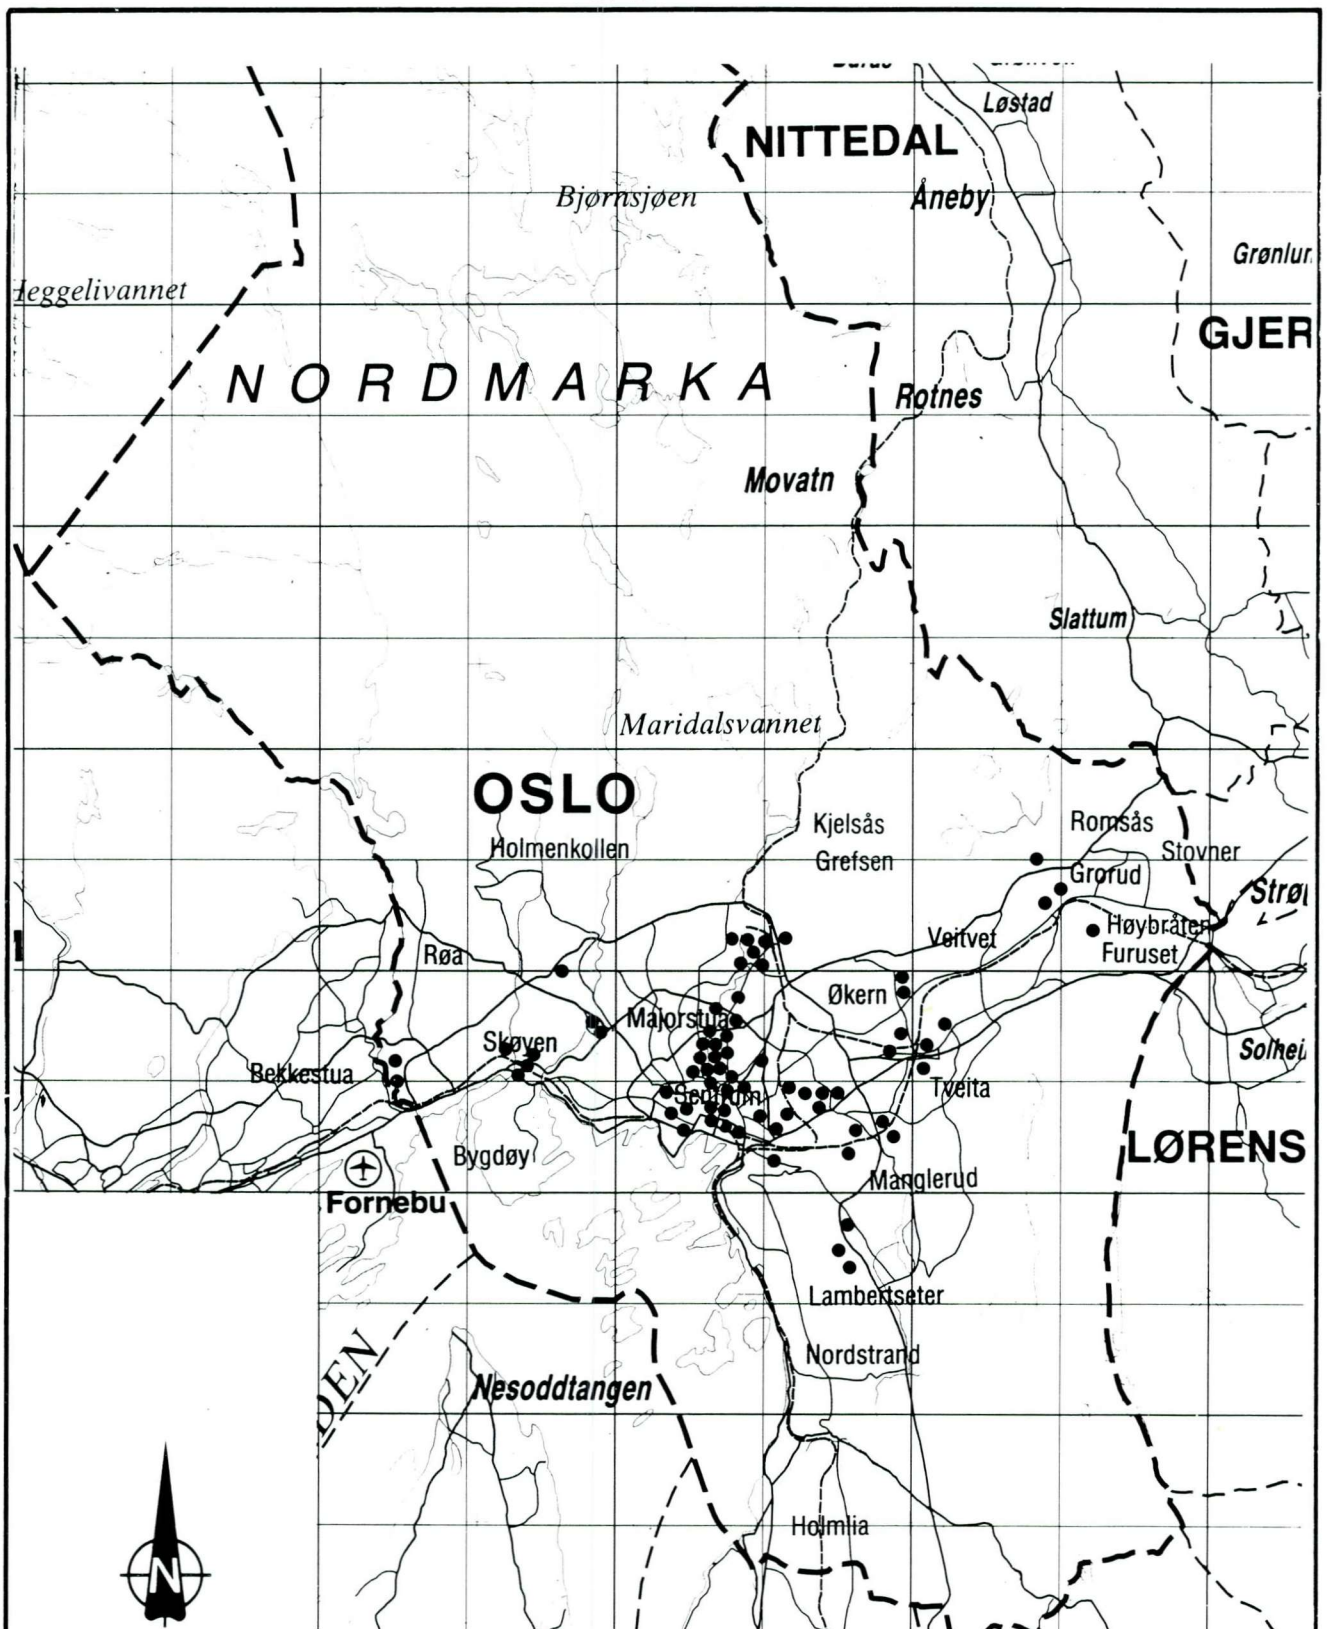 Løstad
NITTEDAL
Bjørnsjøen
Åneby
Grønlun
Heggelivannet
GJER
NORDMARKA
Rotnes
Movatn
Slattum
Maridalsvannet
OSLO
Kjelsås
Romsås
Holmenkollen
Grefsen
Stovner
Grorud
Strø
Høybråten
Røa
Veitvet
Furuset
Økern
Majorstua
Skøyen
Solhei
Bekkestua
Sentrum
Tveita
Bygdøy
LØRENS
Manglerud
Fornebu
Lambertseter
Nordstrand
DEN
Nesoddtangen
Holmlia
N